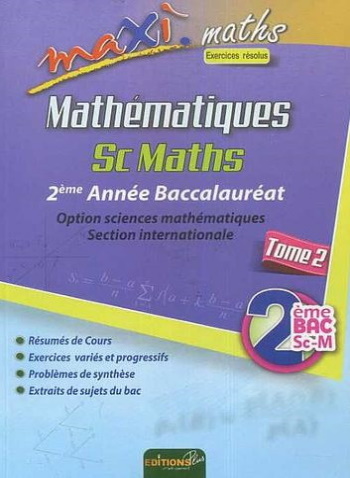 maxi. maths
Exercices résolus
Mathématiques
Sc Maths
2ème Année Baccalauréat
Option sciences mathématiques
Section internationale
Tome 2
2ème
BAC
Sc-M
• Résumés de Cours
• Exercices variés et progressifs
• Problèmes de synthèse
• Extraits de sujets du bac
EDITIONS Plus